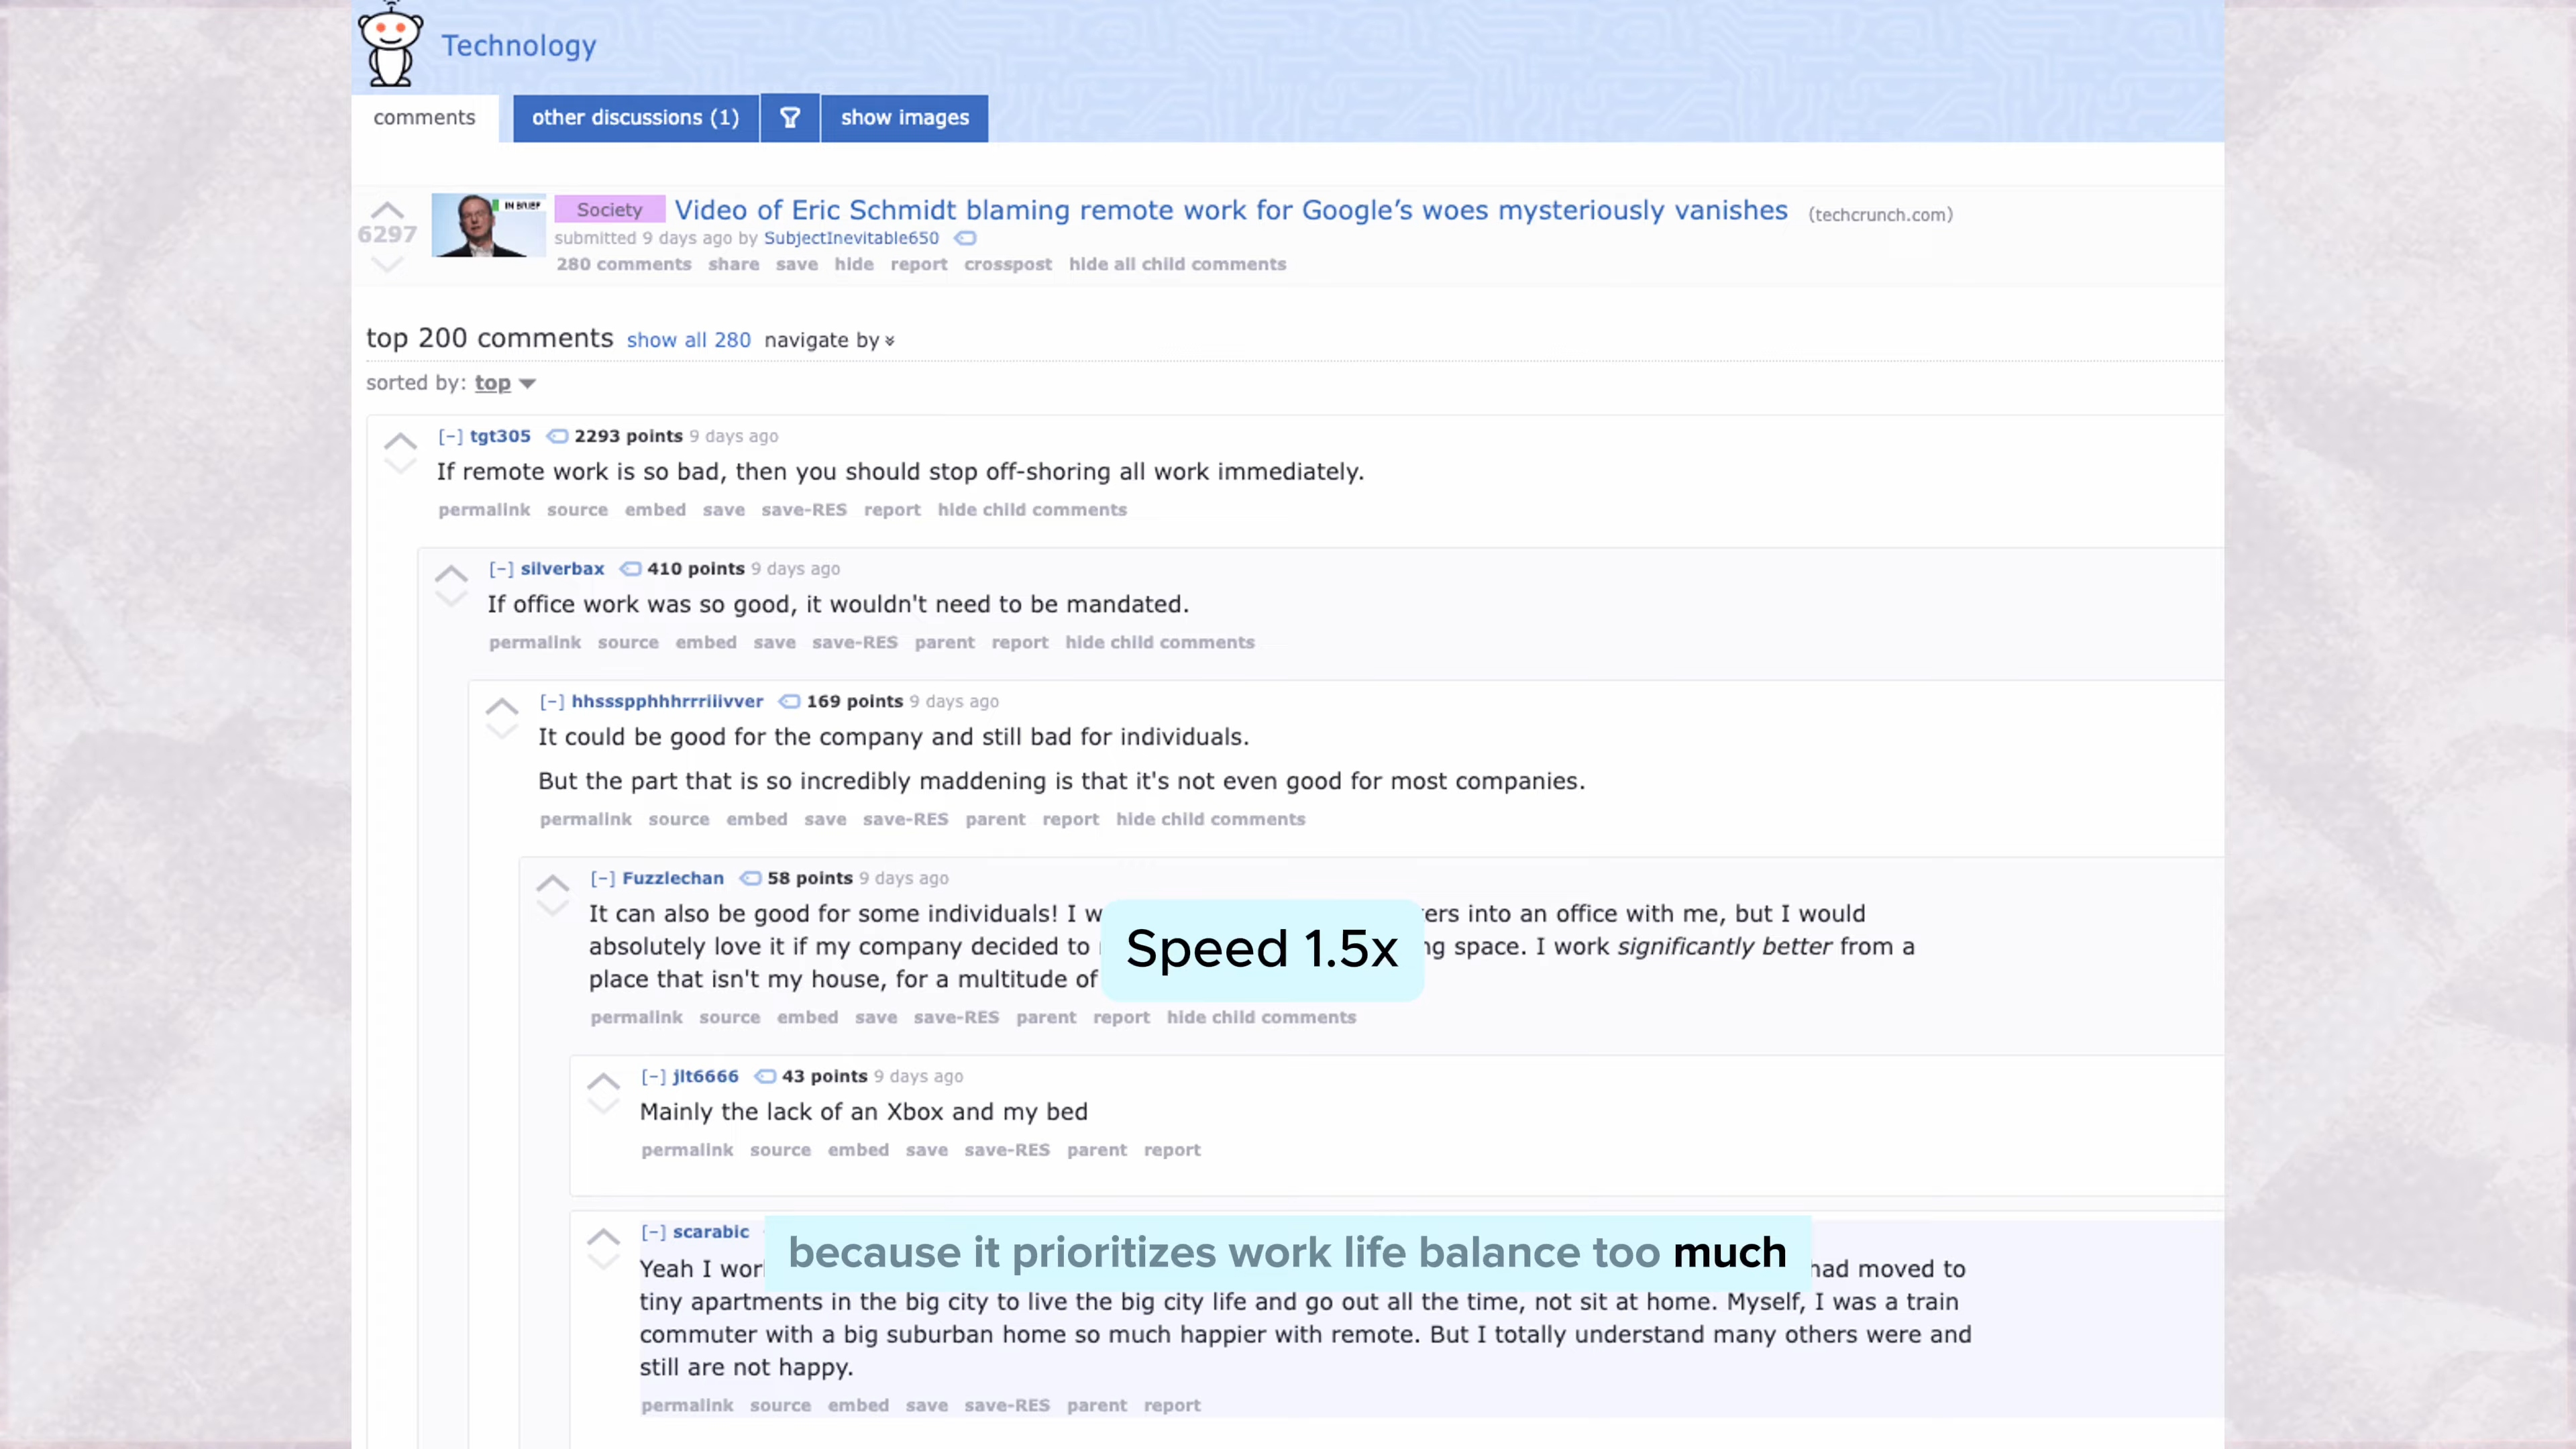 Technology
comments other discussions (1) show images
IN BRIEF
Society Video of Eric Schmidt blaming remote work for Google's woes mysteriously vanishes (techcrunch.com)
6297
submitted 9 days ago by SubjectInevitable650
280 comments share save hide report crosspost hide all child comments
top 200 comments show all 280 navigate by
sorted by: top
[-] tgt305 2293 points 9 days ago
If remote work is so bad, then you should stop off-shoring all work immediately.
permalink source embed save save-RES report hide child comments
[-] silverbax 410 points 9 days ago
If office work was so good, it wouldn't need to be mandated.
permalink source embed save save-RES parent report hide child comments
[-] hhssspphhhrrriiivver 169 points 9 days ago
It could be good for the company and still bad for individuals.
But the part that is so incredibly maddening is that it's not even good for most companies.
permalink source embed save save-RES parent report hide child comments
[-] Fuzzlechan 58 points 9 days ago
It can also be good for some individuals! I into an office with me, but I would
absolutely love it if my company decided to space. I work significantly better from a
place that isn't my house, for a multitude of
Speed 1.5x
permalink source embed save save-RES parent report hide child comments
[-] jlt6666 43 points 9 days ago
Mainly the lack of an Xbox and my bed
permalink source embed save save-RES parent report
[-] scarabic
because it prioritizes work life balance too much
Yeah I had moved to
tiny apartments in the big city to live the big city life and go out all the time, not sit at home. Myself, I was a train
commuter with a big suburban home so much happier with remote. But I totally understand many others were and
still are not happy.
permalink source embed save save-RES parent report